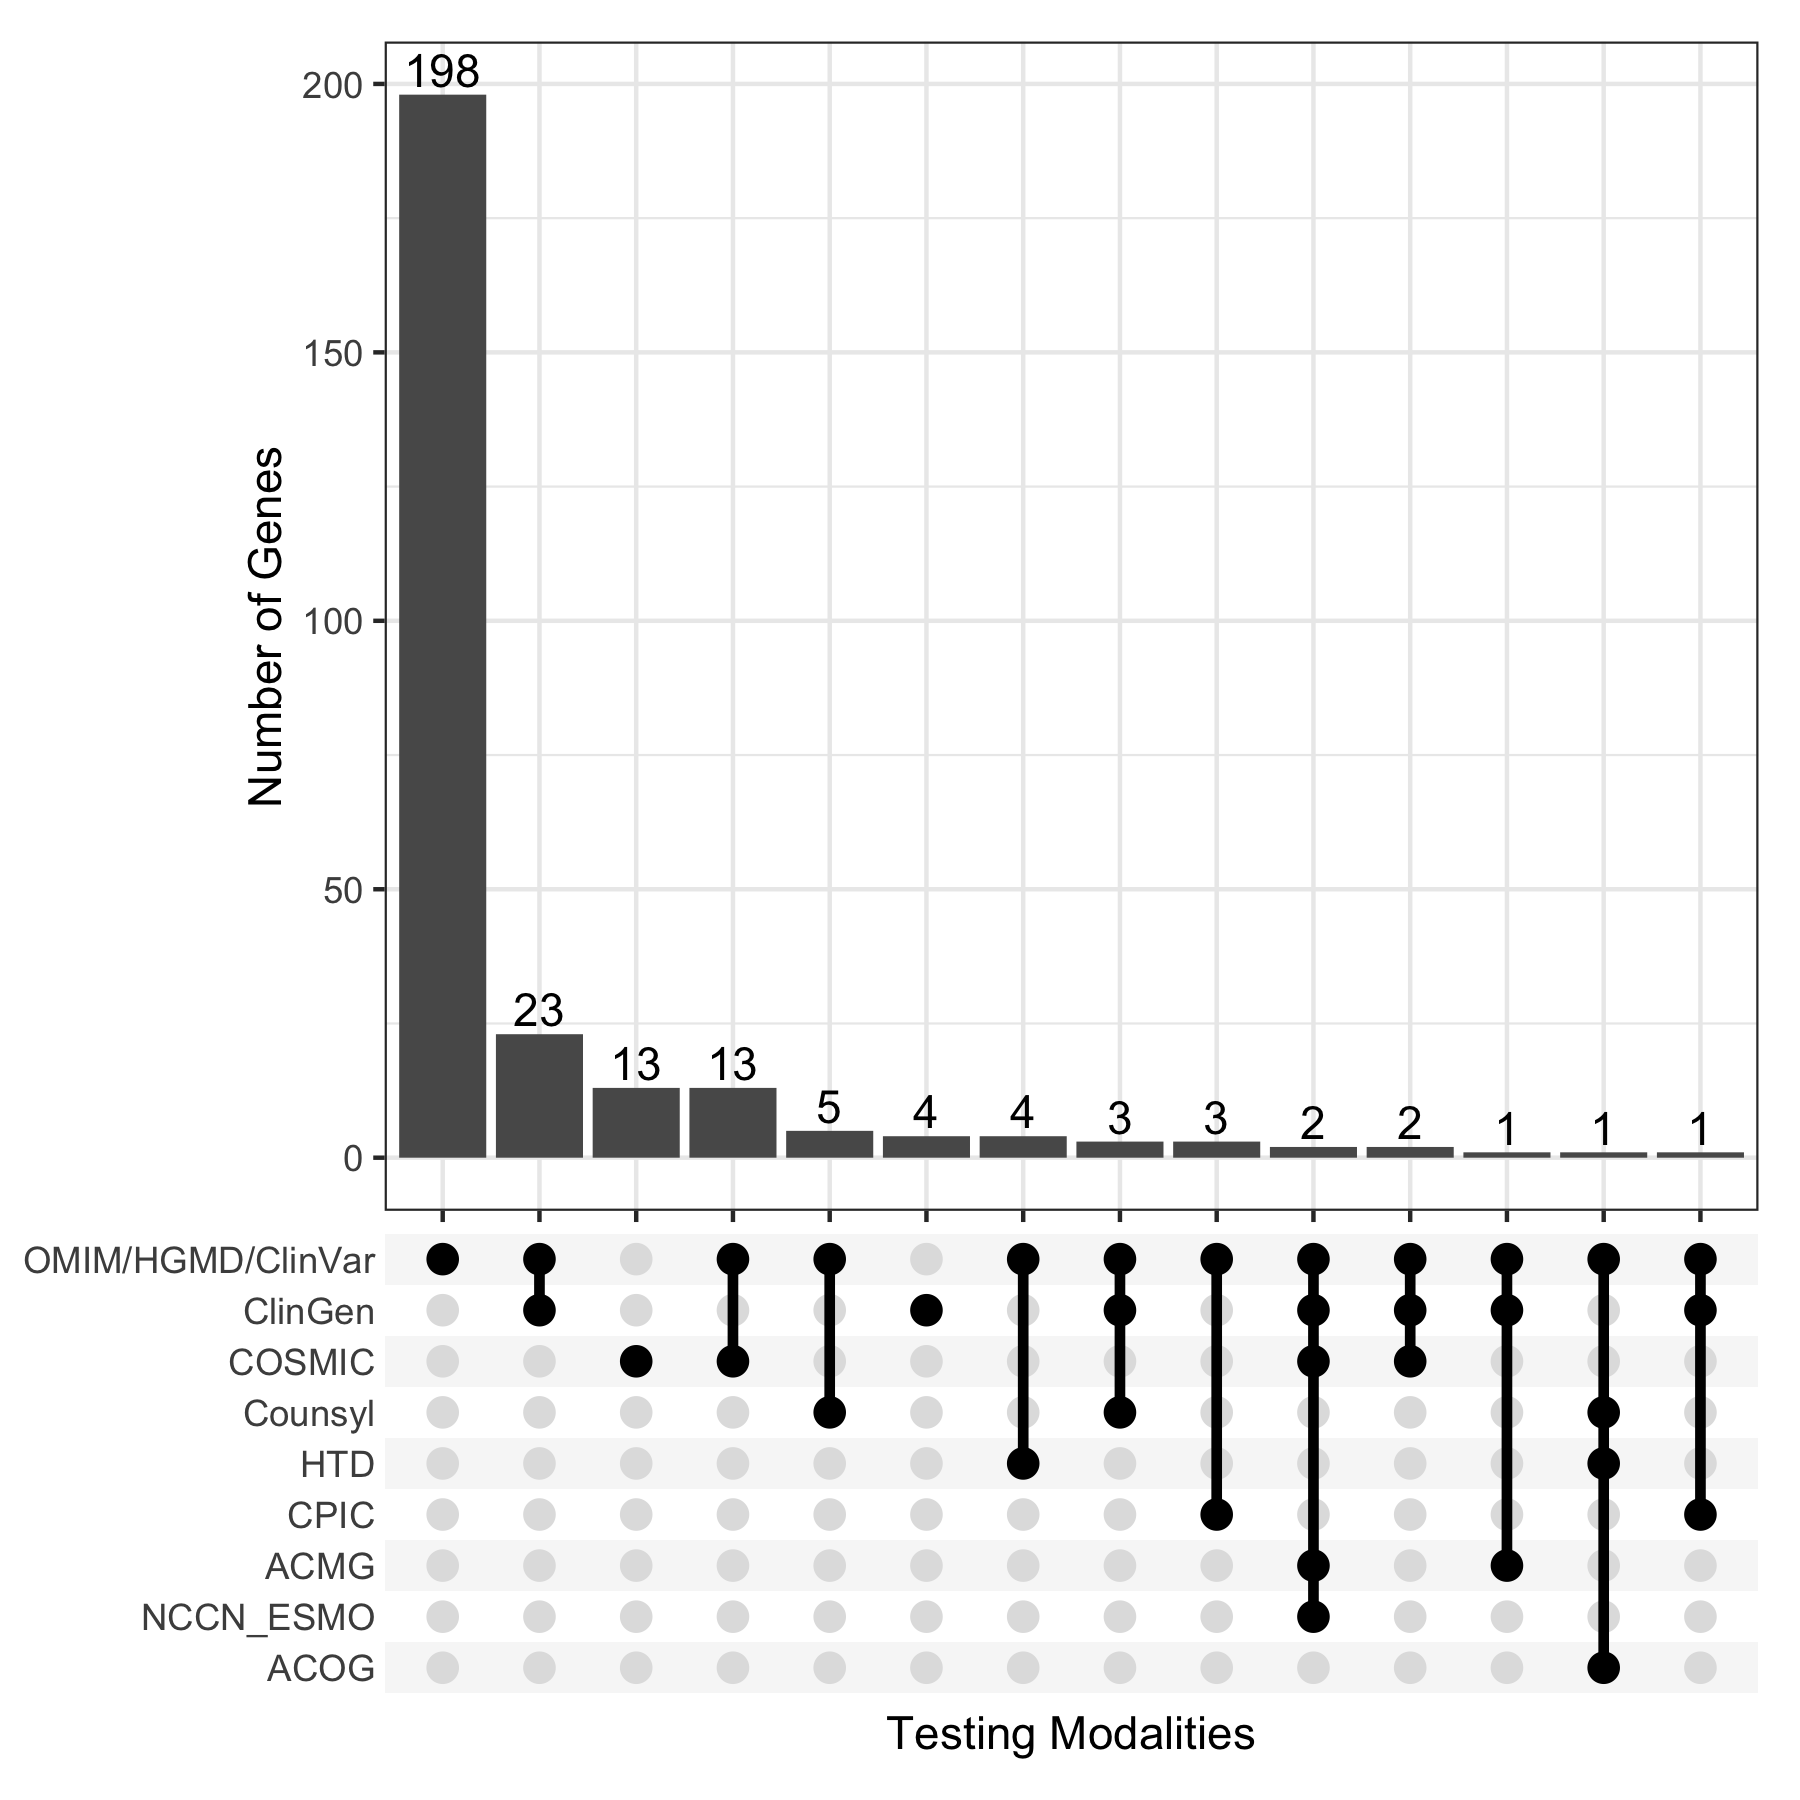 Number of Genes
200
150
100
50
0
198
23
13
13
5
4
4
3
3
2
2
1
1
1
OMIM/HGMD/ClinVar
ClinGen
COSMIC
Counsyl
HTD
CPIC
ACMG
NCCN_ESMO
ACOG
Testing Modalities